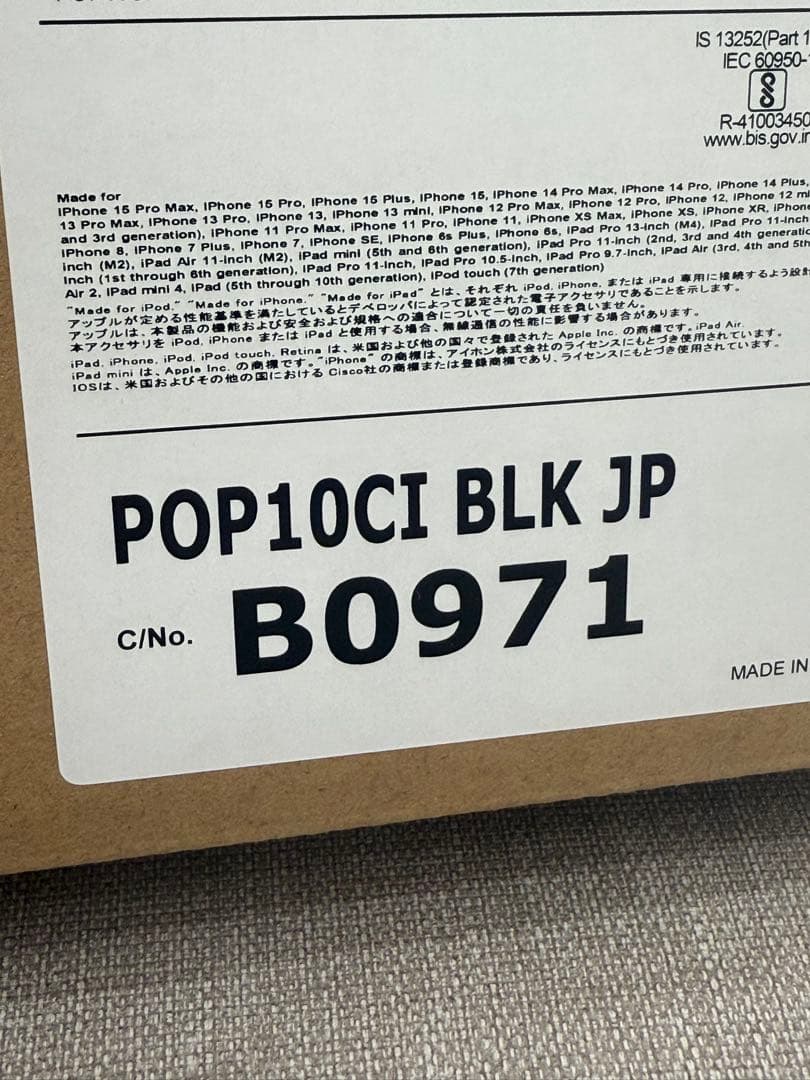 IS 13252(Part 1
IEC 60950-1
R-41003450
www.bis.gov.in
Made for
iPhone 15 Pro Max, iPhone 15 Pro, iPhone 15 Plus, iPhone 15, iPhone 14 Pro Max, iPhone 14 Pro, iPhone 14 Plus,
13 Pro Max, iPhone 13 Pro, iPhone 13, iPhone 13 mini, iPhone 12 Pro Max, iPhone 12 Pro, iPhone 12, iPhone 12 mi
and 3rd generation), iPhone 11 Pro Max, iPhone 11 Pro, iPhone 11, iPhone XS Max, iPhone XS, iPhone XR, iPhone
iPhone 8, iPhone 7 Plus, iPhone 7, iPhone SE, iPhone 6s Plus, iPhone 6s, iPad Pro 13-inch (M4), iPad Pro 11-inch
inch (M2), iPad Air 11-inch (M2), iPad mini (5th and 6th generation), iPad Pro 11-inch (2nd, 3rd and 4th generatio
inch (1st through 6th generation), iPad Pro 11-inch, iPad Pro 10.5-inch, iPad Pro 9.7-inch, iPad Air (3rd, 4th and 5th
Air 2, iPad mini 4, iPad (5th through 10th generation), iPod touch (7th generation)
"Made for iPod," "Made for iPhone," "Made for iPad" とは、それぞれ iPod, iPhone, または iPad 専用に接続するよう設計
アップルが定める性能基準を満たしているとデベロッパによって認定された電子アクセサリであることを示します。
アップルは、本製品の機能および安全および規格への適合について一切の責任を負いません。
本アクセサリを iPod, iPhone または iPad と使用する場合、無線通信の性能に影響する場合があります。
iPad, iPhone, iPod, iPod touch, Retina は、米国および他の国々で登録された Apple Inc. の商標です。iPad Air,
iPad mini は、Apple Inc. の商標です。"iPhone" の商標は、アイホン株式会社のライセンスにもとづき使用されています。
IOSは、米国およびその他の国における Cisco社の商標または登録商標であり、ライセンスにもとづき使用されています。
POP10CI BLK JP
C/No. B0971
MADE IN